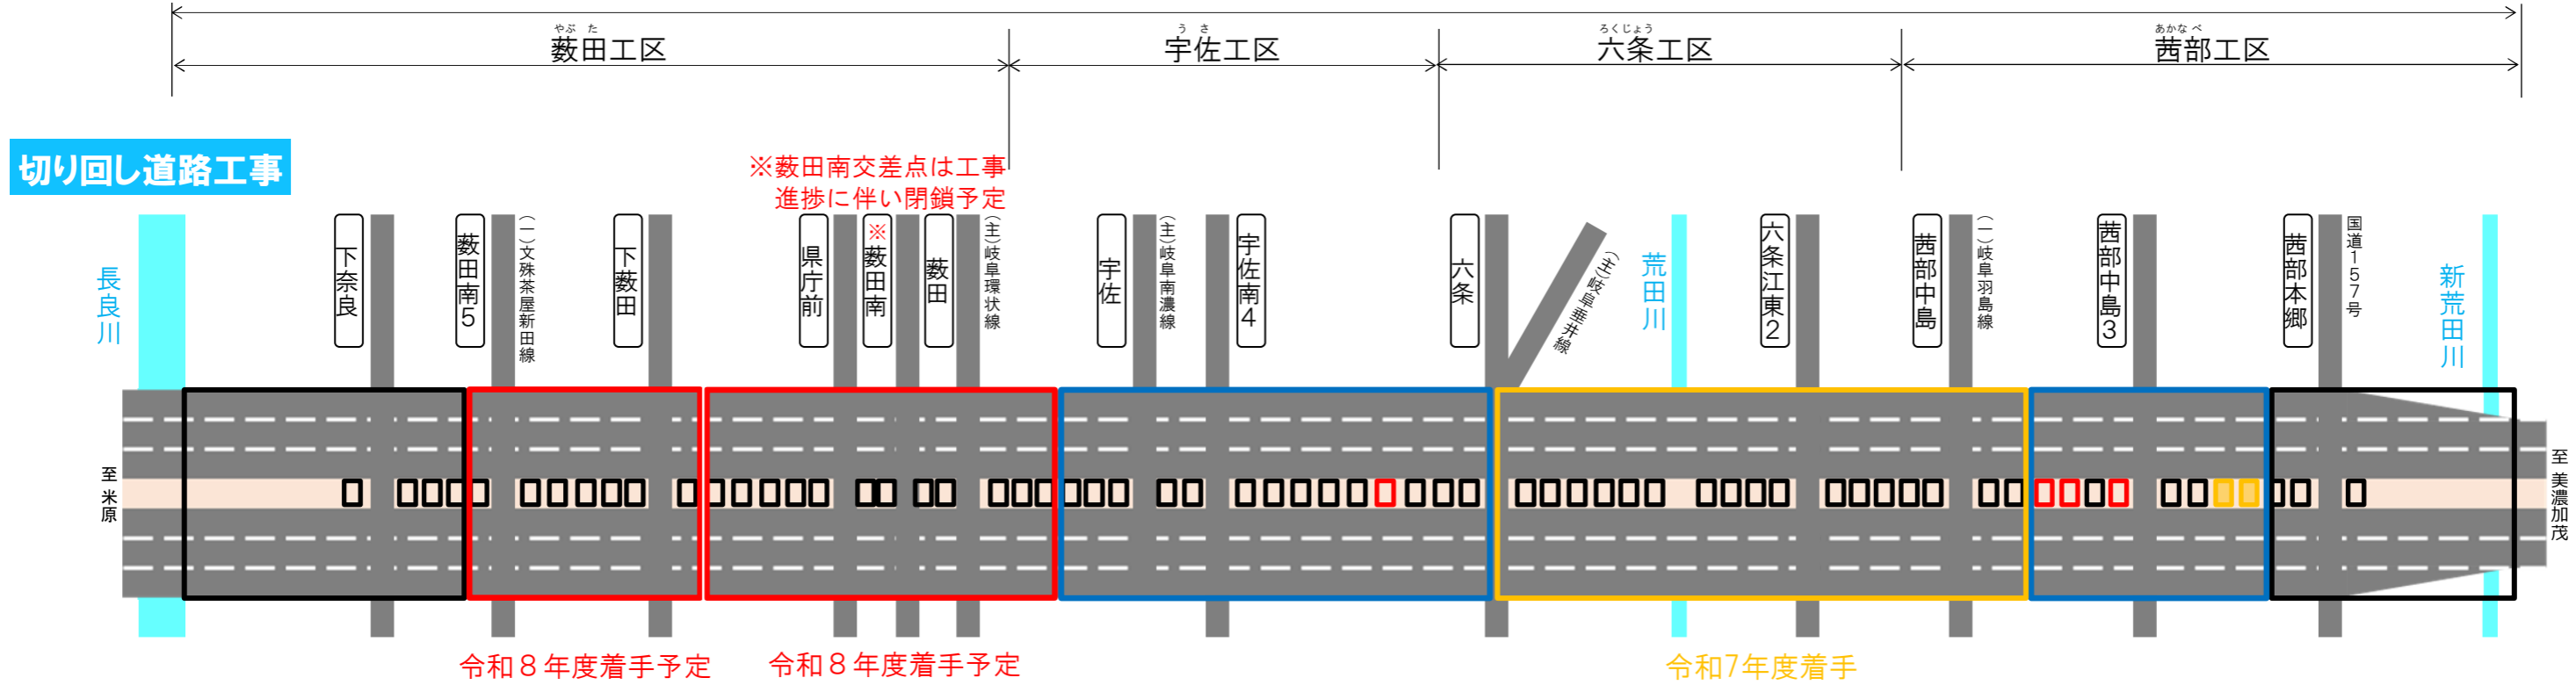 やぶ た
薮田工区
う さ
宇佐工区
ろくじょう
六条工区
あかなべ
茜部工区
切り回し道路工事
※薮田南交差点は工事
進捗に伴い閉鎖予定
長良川
下奈良
薮田南5
(一)文殊茶屋新田線
下薮田
県庁前
※薮田南
薮田
(主)岐阜環状線
宇佐
(主)岐阜南濃線
宇佐南4
六条
(主)岐阜垂井線
荒田川
六条江東2
茜部中島
(一)岐阜羽島線
茜部中島3
茜部本郷
国道157号
新荒田川
至 米原
至 美濃加茂
令和8年度着手予定
令和8年度着手予定
令和7年度着手